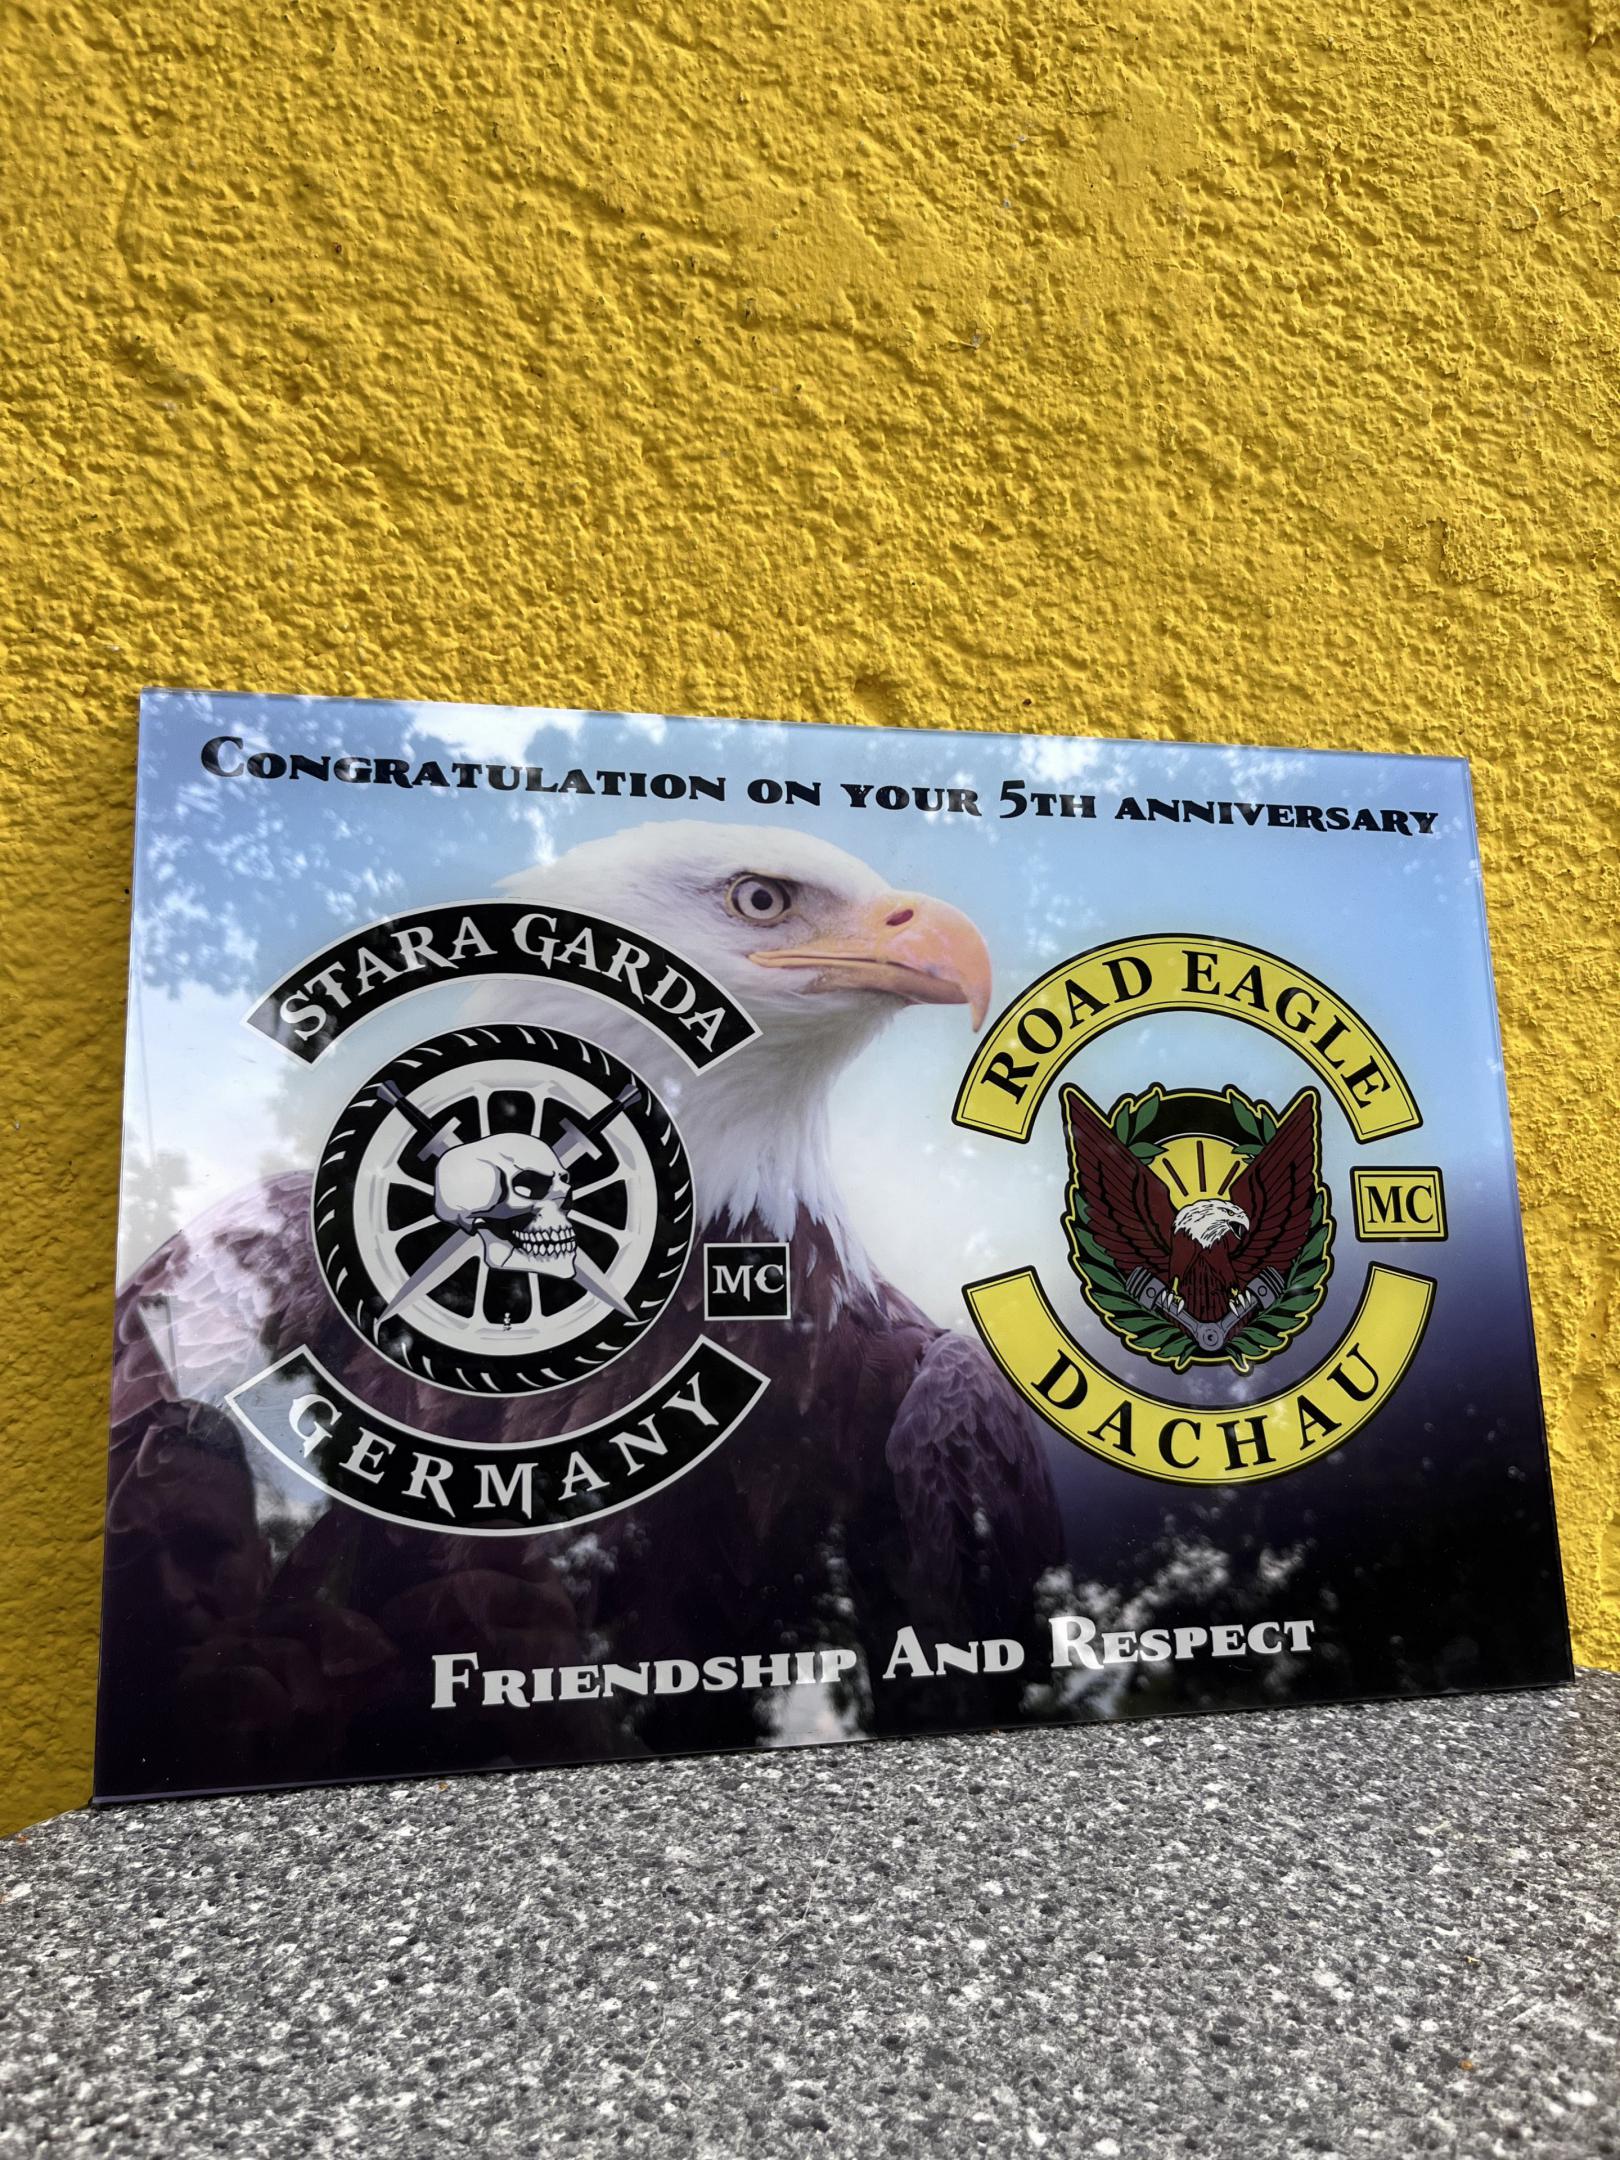 Congratulation on your 5th anniversary
STARA GARDA
MC
GERMANY
ROAD EAGLE
MC
DACHAU
Friendship And Respect